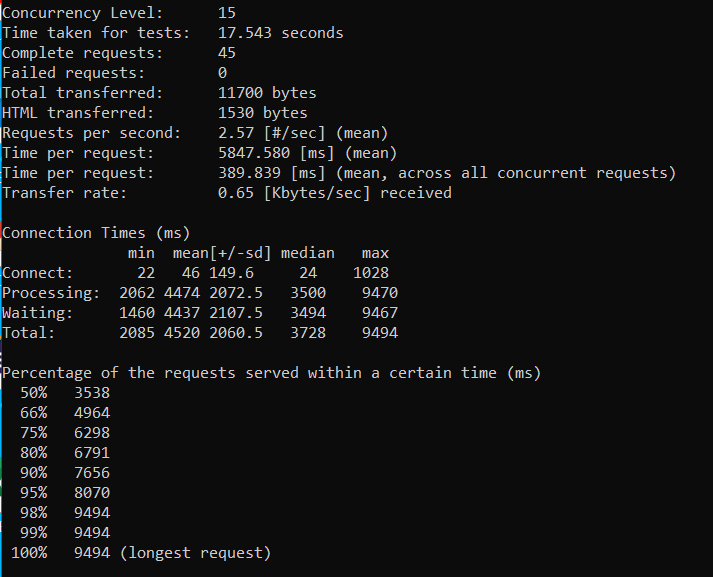 Concurrency Level:      15
Time taken for tests:   17.543 seconds
Complete requests:      45
Failed requests:        0
Total transferred:      11700 bytes
HTML transferred:       1530 bytes
Requests per second:    2.57 [#/sec] (mean)
Time per request:       5847.580 [ms] (mean)
Time per request:       389.839 [ms] (mean, across all concurrent requests)
Transfer rate:          0.65 [Kbytes/sec] received

Connection Times (ms)
              min  mean[+/-sd] median   max
Connect:       22   46 149.6     24    1028
Processing:  2062 4474 2072.5   3500    9470
Waiting:     1460 4437 2107.5   3494    9467
Total:       2085 4520 2060.5   3728    9494

Percentage of the requests served within a certain time (ms)
  50%   3538
  66%   4964
  75%   6298
  80%   6791
  90%   7656
  95%   8070
  98%   9494
  99%   9494
 100%   9494 (longest request)